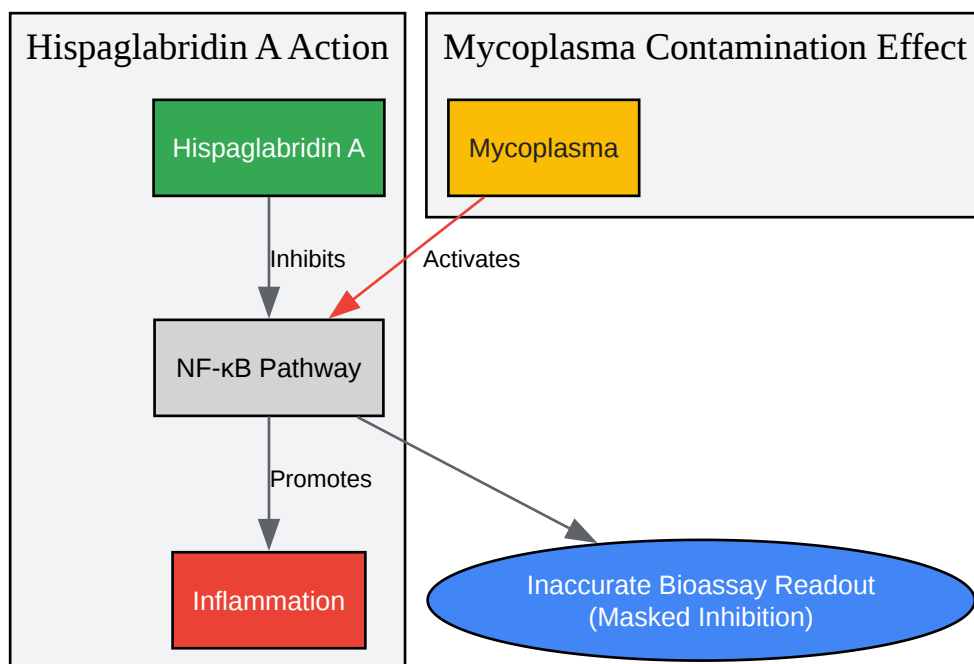 Hispaglabridin A Action
Mycoplasma Contamination Effect
Hispaglabridin A
Mycoplasma
Inhibits
Activates
NF-κB Pathway
Promotes
Inflammation
Inaccurate Bioassay Readout
(Masked Inhibition)